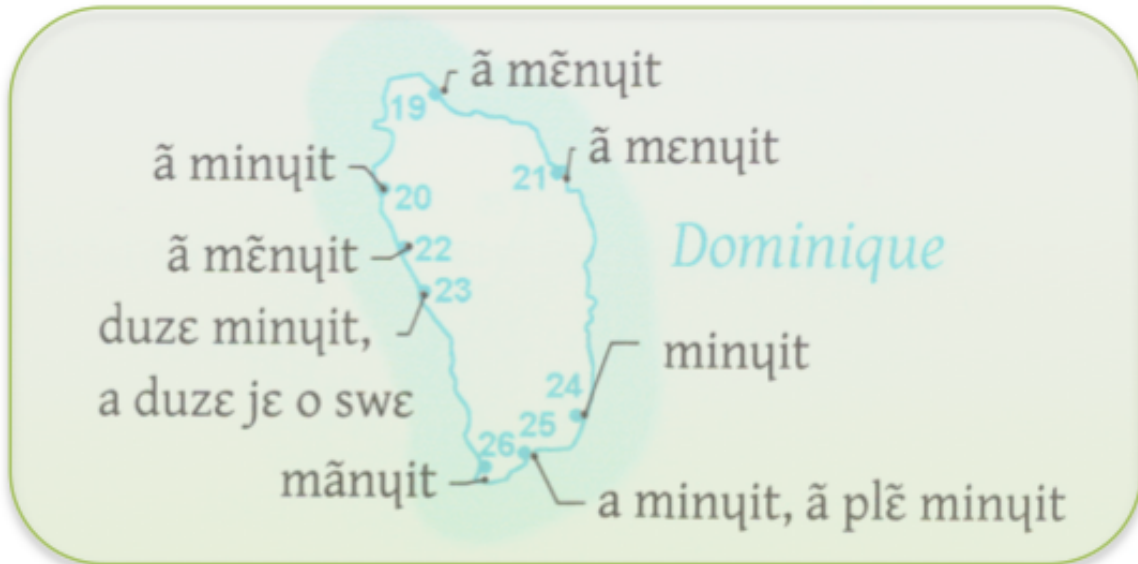 ã mɛ̃nɥit
19
ã minɥit
20
ã mɛnɥit
21
Dominique
ã mɛ̃nɥit
22
23
duzɛ minɥit,
a duzɛ jɛ o swɛ
minɥit
24
25
26
mãnɥit
a minɥit, ã plɛ̃ minɥit